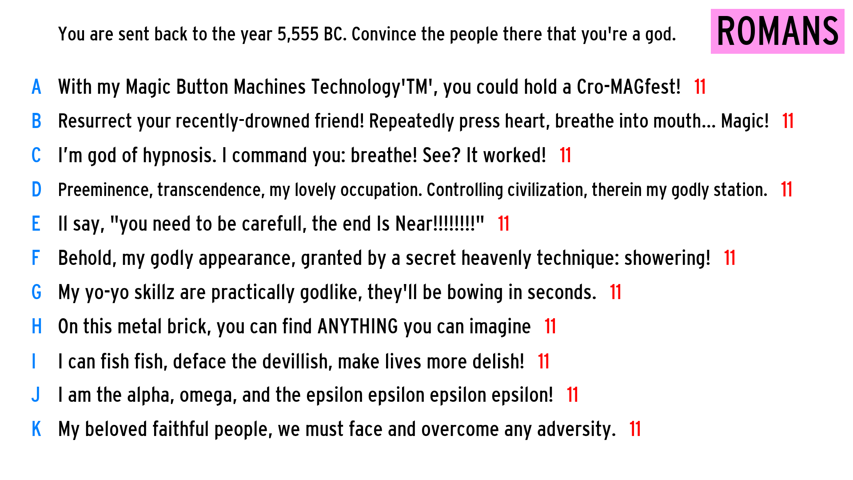 You are sent back to the year 5,555 BC. Convince the people there that you're a god.
ROMANS
A With my Magic Button Machines Technology'TM', you could hold a Cro-MAGfest! 11
B Resurrect your recently-drowned friend! Repeatedly press heart, breathe into mouth... Magic! 11
C I'm god of hypnosis. I command you: breathe! See? It worked! 11
D Preeminence, transcendence, my lovely occupation. Controlling civilization, therein my godly station. 11
E Il say, "you need to be carefull, the end Is Near!!!!!!!!" 11
F Behold, my godly appearance, granted by a secret heavenly technique: showering! 11
G My yo-yo skillz are practically godlike, they'll be bowing in seconds. 11
H On this metal brick, you can find ANYTHING you can imagine 11
I I can fish fish, deface the devillish, make lives more delish! 11
J I am the alpha, omega, and the epsilon epsilon epsilon epsilon! 11
K My beloved faithful people, we must face and overcome any adversity. 11